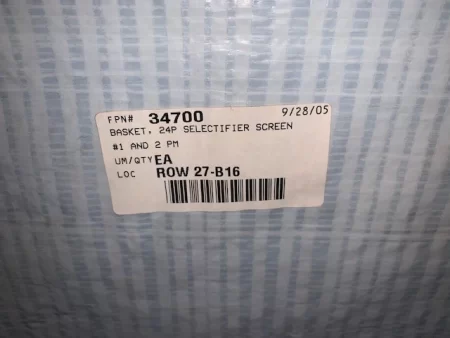 FPN# 34700 9/28/05
BASKET, 24P SELECTIFIER SCREEN
#1 AND 2 PM
UM/QTY EA
LOC ROW 27-B16